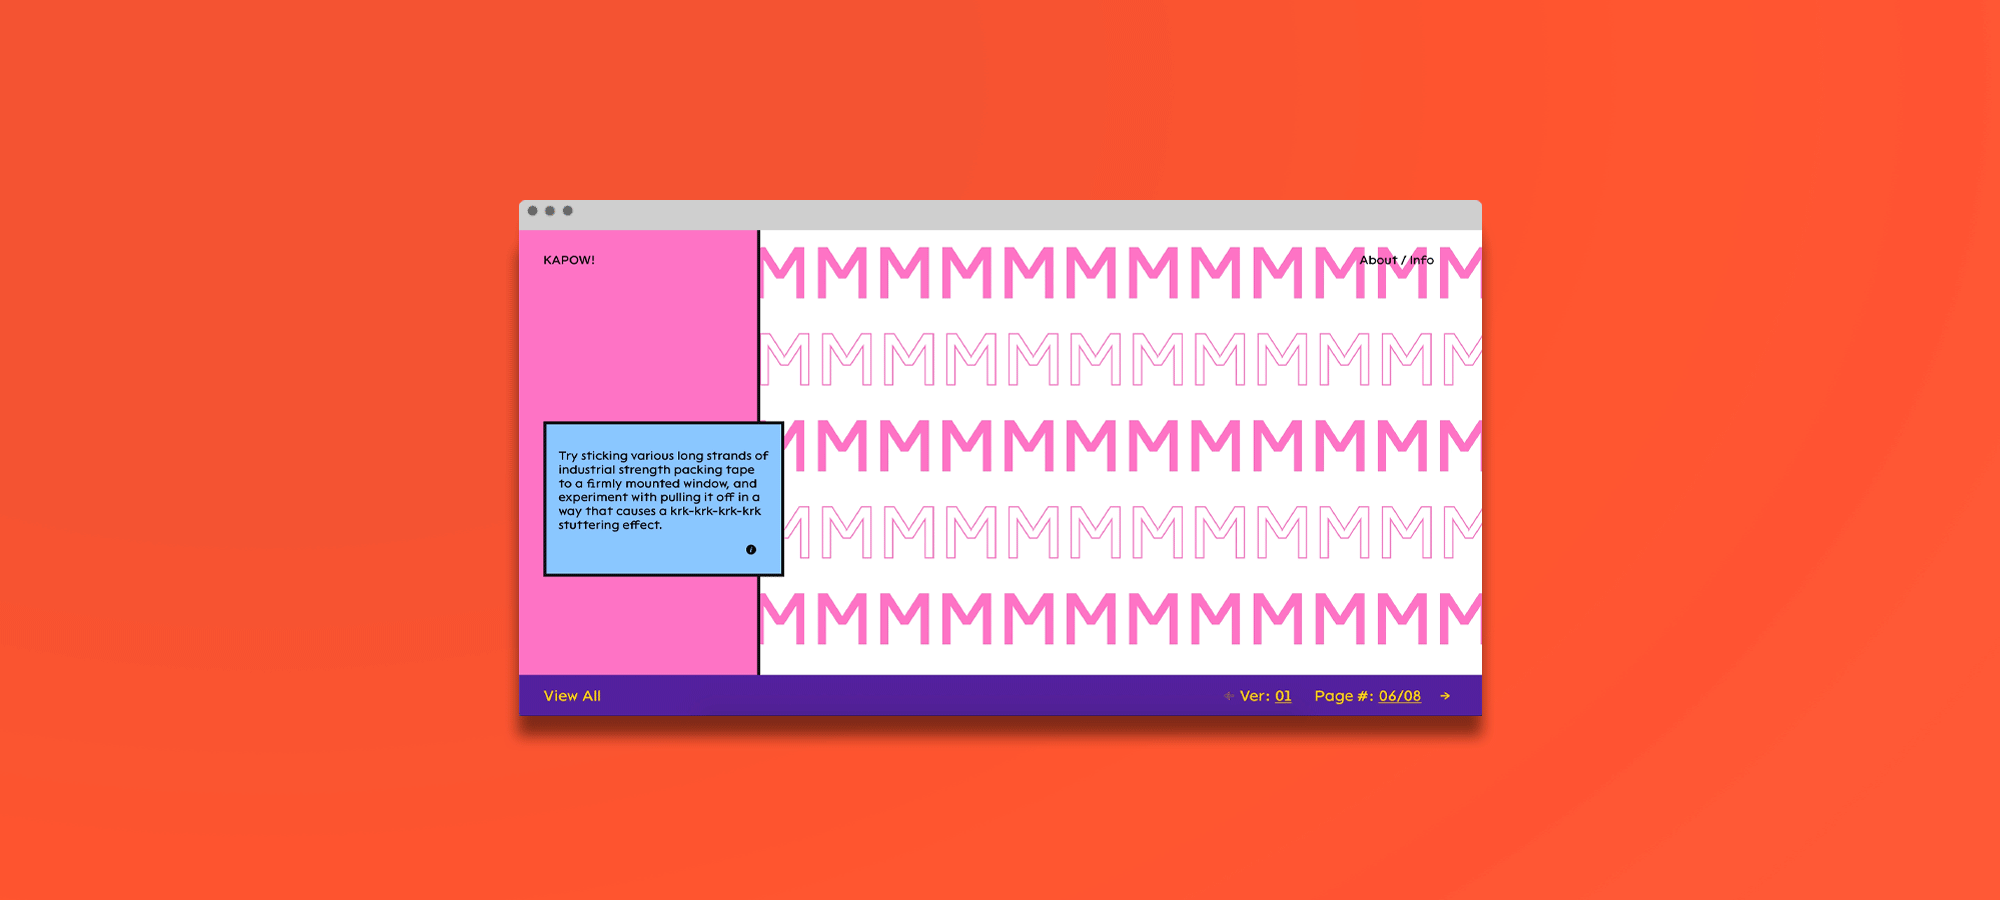 KAPOW!
About / Info
MMMMMMMMMMMM
MMMMMMMMMMMM
MMMMMMMMMMMM
MMMMMMMMMMMM
MMMMMMMMMMMM
Try sticking various long strands of
industrial strength packing tape
to a firmly mounted window, and
experiment with pulling it off in a
way that causes a krk-krk-krk-krk
stuttering effect.
i
View All
← Ver: 01 Page #: 06/08 →